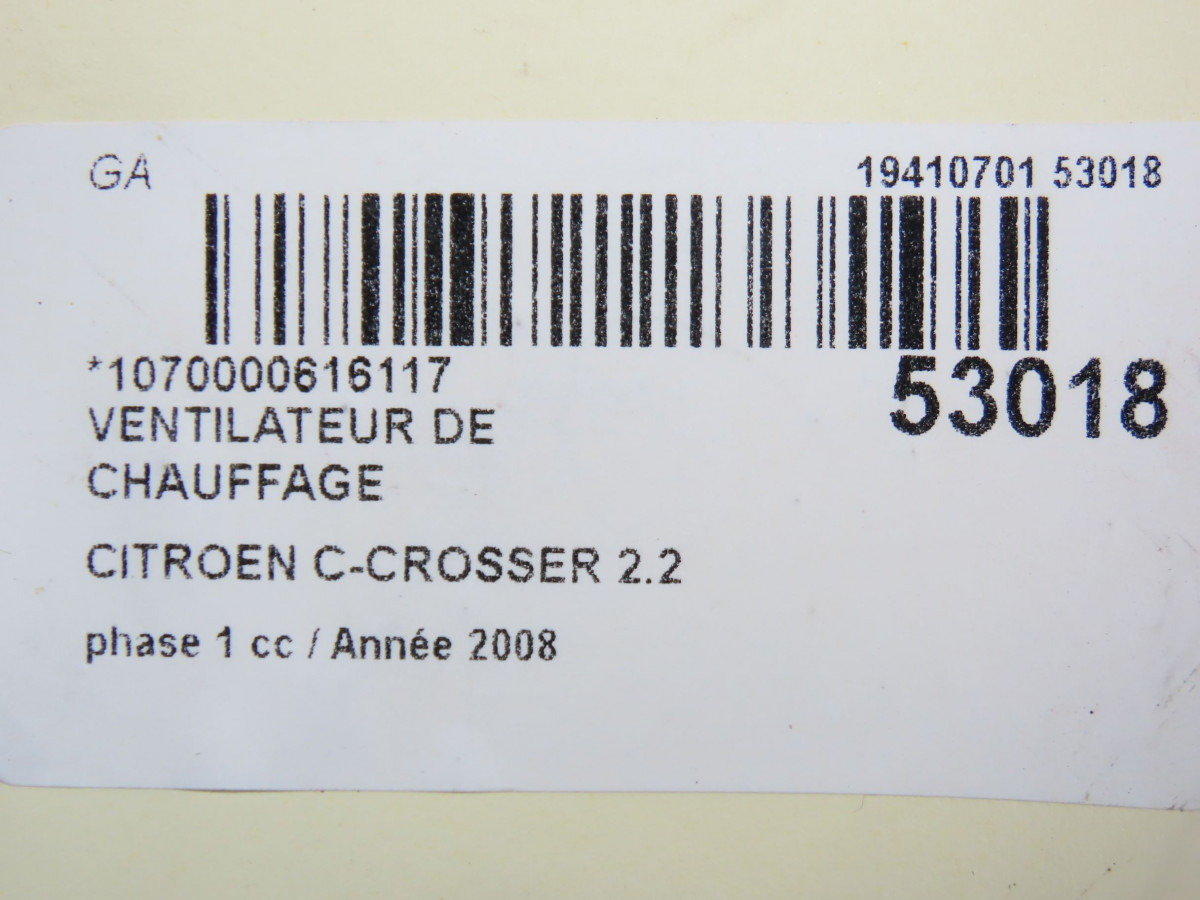 GA
19410701 53018
*1070000616117
53018
VENTILATEUR DE
CHAUFFAGE
CITROEN C-CROSSER 2.2
phase 1 cc / Année 2008